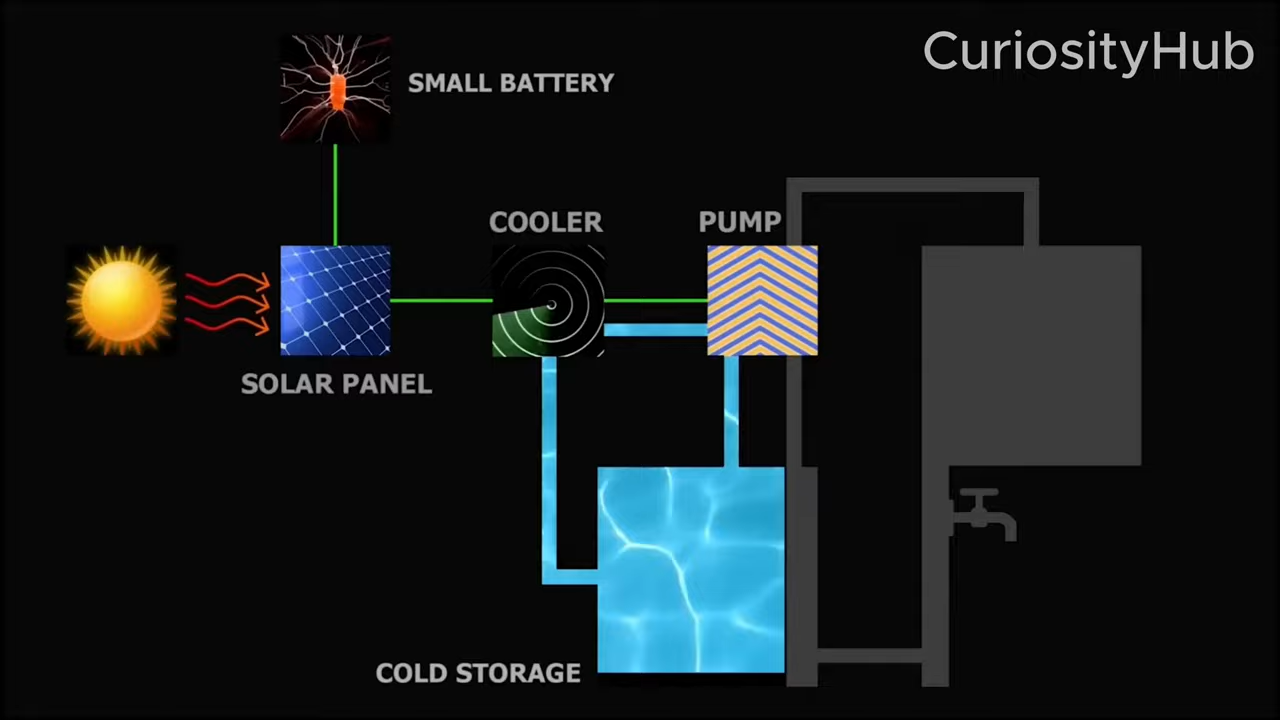 CuriosityHub
SMALL BATTERY
COOLER
PUMP
SOLAR PANEL
COLD STORAGE